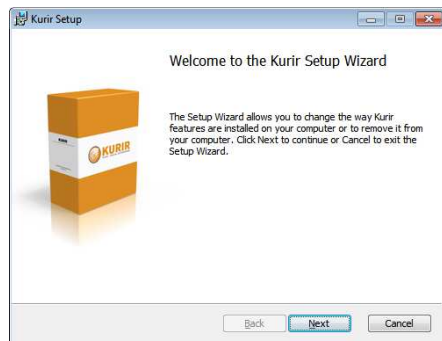 Kurir Setup
Welcome to the Kurir Setup Wizard
The Setup Wizard allows you to change the way Kurir
features are installed on your computer or to remove it from
your computer. Click Next to continue or Cancel to exit the
Setup Wizard.
KURIR
Back Next Cancel